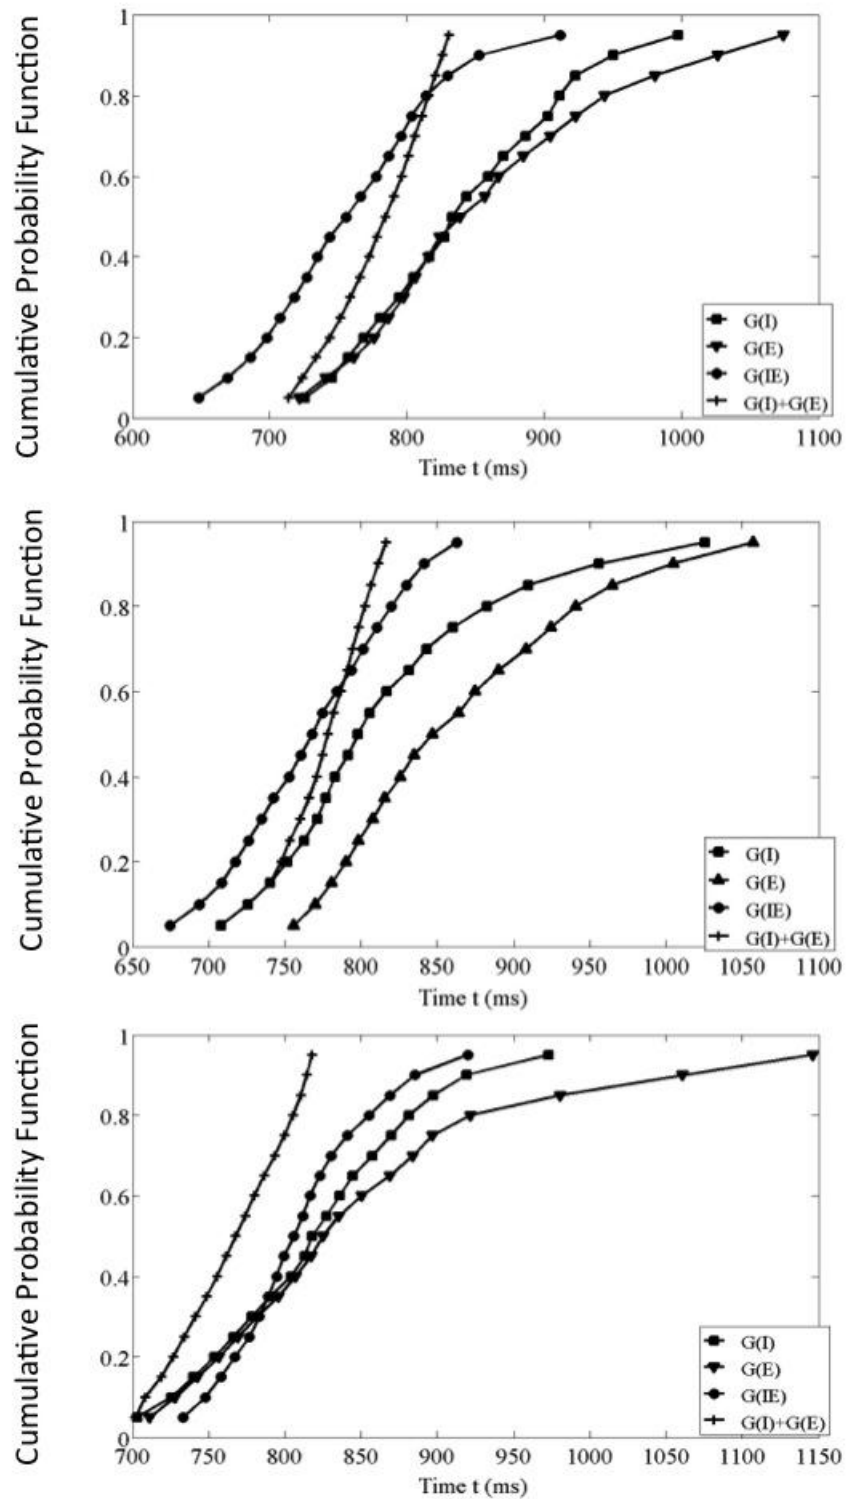 Cumulative Probability Function
1
0.8
0.6
0.4
0.2
0
600 700 800 900 1000 1100
Time t (ms)
G(I)
G(E)
G(IE)
G(I)+G(E)
Cumulative Probability Function
1
0.8
0.6
0.4
0.2
0
650 700 750 800 850 900 950 1000 1050 1100
Time t (ms)
G(I)
G(E)
G(IE)
G(I)+G(E)
Cumulative Probability Function
1
0.8
0.6
0.4
0.2
0
700 750 800 850 900 950 1000 1050 1100 1150
Time t (ms)
G(I)
G(E)
G(IE)
G(I)+G(E)